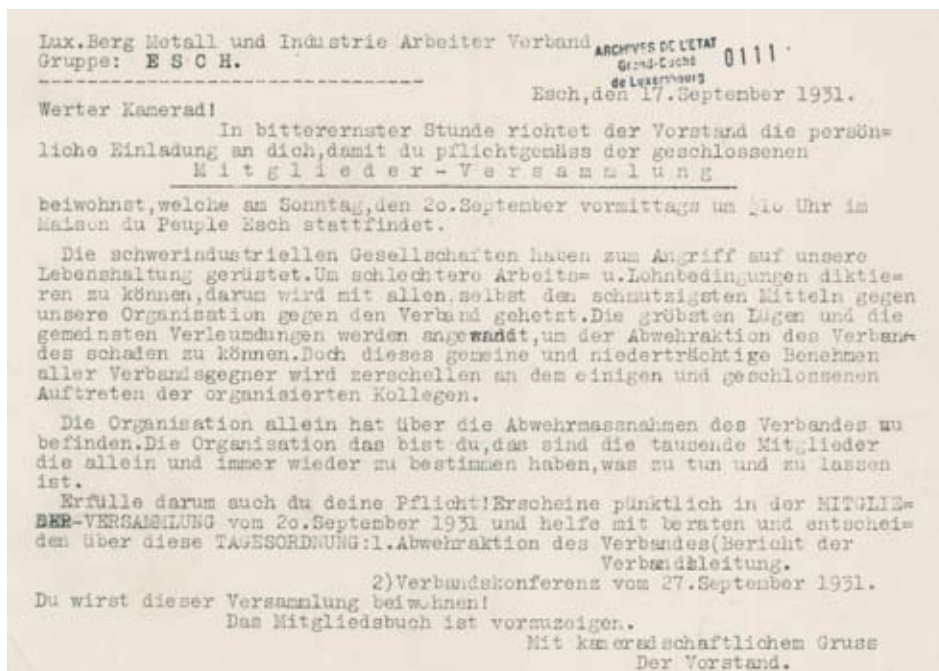 Lux.Berg Metall und Industrie Arbeiter Verband
ARCHIVES DE L'ETAT
Grand-Duché
de Luxembourg
0111
Gruppe: E S C H.
Esch,den 17.September 1931.
Werter Kamerad!
In bitterernster Stunde richtet der Vorstand die persön=
liche Einladung an dich,damit du pflichtgemäss der geschlossenen
M i t g l i e d e r - V e r s a m m l u n g
beiwohnst,welche am Sonntag,den 2o.September vormittags um Uhr im
Maison du Peuple Esch stattfindet.
Die schwerindustriellen Gesellschaften haben zum Angriff auf unsere
Lebenshaltung gerüstet.Um schlechtere Arbeits= u.Lohnbedingungen diktie=
ren zu können,darum wird mit allen,selbst den schmutzigsten Mitteln gegen
unsere Organisation gegen den Verband gehetzt.Die gröbsten Lügen und die
gemeinsten Verleumdungen werden angewandt,um der Abwehraktion des Verban=
des schaden zu können.Doch dieses gemeine und niederträchtige Benehmen
aller Verbandsgegner wird zerschellen an dem einigen und geschlossenen
Auftreten der organisierten Kollegen.
Die Organisation allein hat über die Abwehrmassnahmen des Verbandes zu
befinden.Die Organisation das bist du,das sind die tausende Mitglieder
die allein und immer wieder zu bestimmen haben,was zu tun und zu lassen
ist.
Erfülle darum auch du deine Pflicht!Erscheine pünktlich in der MITGLIE=
DER-VERSAMMLUNG vom 2o.September 1931 und helfe mit beraten und entschei=
den über diese TAGESORDNUNG:1.Abwehraktion des Verbandes(Bericht der
Verbandsleitung.
2)Verbandskonferenz vom 27.September 1931.
Du wirst dieser Versammlung beiwohnen!
Das Mitgliedsbuch ist vorzuzeigen.
Mit kameradschaftlichem Gruss
Der Vorstand.